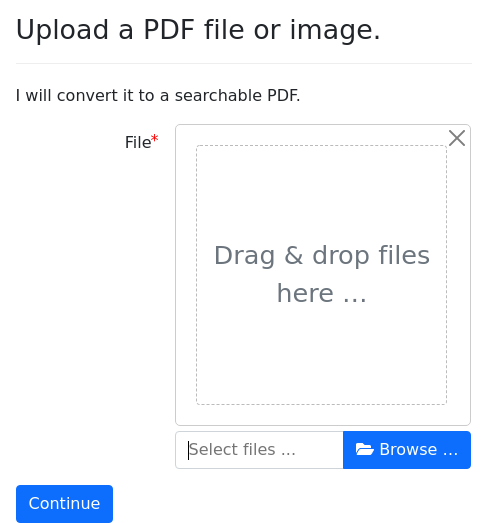 Upload a PDF file or image.
I will convert it to a searchable PDF.
File*
Drag & drop files
here …
Select files …
Browse …
Continue